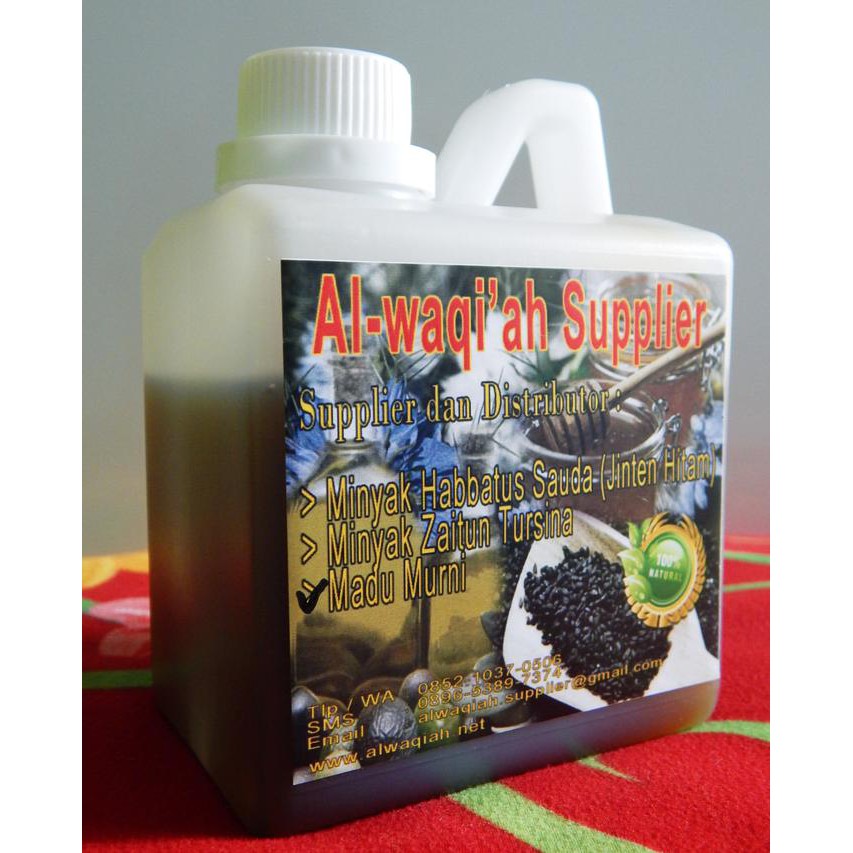 Al-waqi'ah Supplier
Supplier dan Distributor :
> Minyak Habbatus Sauda (Jinten Hitam)
> Minyak Zaitun Tursina
> Madu Murni
100%
NATURAL
Tlp / WA 0852-1037-0506
SMS 0896-5389-7374
Email alwaqiah.supplier@gmail.com
www.alwaqiah.net